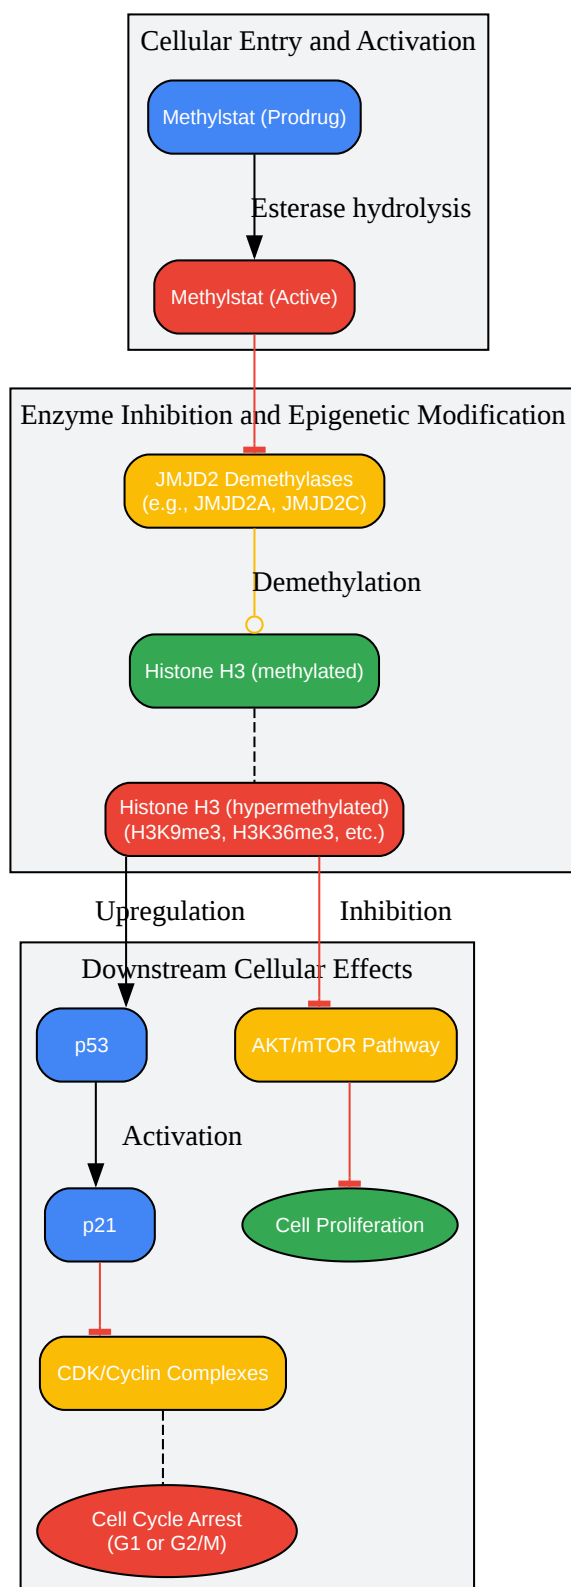 Cellular Entry and Activation
Methylstat (Prodrug)
Esterase hydrolysis
Methylstat (Active)
Enzyme Inhibition and Epigenetic Modification
JMJD2 Demethylases
(e.g., JMJD2A, JMJD2C)
Demethylation
Histone H3 (methylated)
Histone H3 (hypermethylated)
(H3K9me3, H3K36me3, etc.)
Upregulation
Inhibition
Downstream Cellular Effects
p53
AKT/mTOR Pathway
Activation
p21
Cell Proliferation
CDK/Cyclin Complexes
Cell Cycle Arrest
(G1 or G2/M)